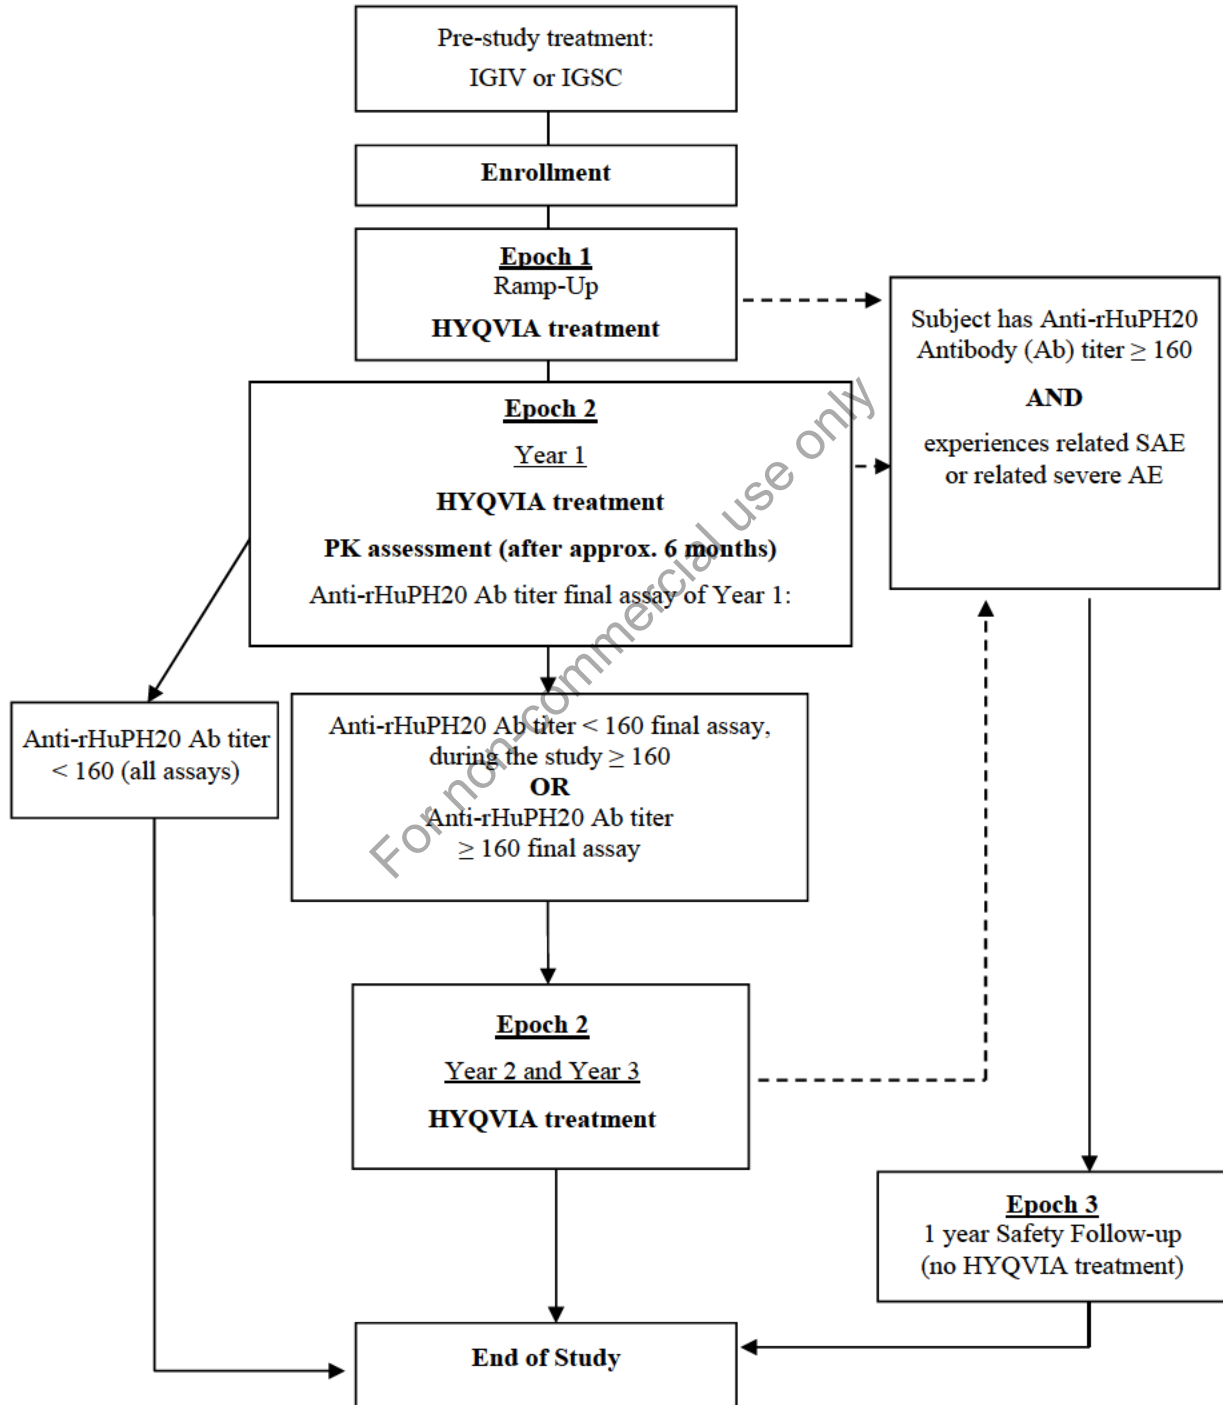 Pre-study treatment:
IGIV or IGSC
Enrollment
Epoch 1
Ramp-Up
HYQVIA treatment
Subject has Anti-rHuPH20
Antibody (Ab) titer ≥ 160
AND
experiences related SAE
or related severe AE
Epoch 2
Year 1
HYQVIA treatment
PK assessment (after approx. 6 months)
Anti-rHuPH20 Ab titer final assay of Year 1:
Anti-rHuPH20 Ab titer
< 160 (all assays)
Anti-rHuPH20 Ab titer < 160 final assay,
during the study ≥ 160
OR
Anti-rHuPH20 Ab titer
≥ 160 final assay
Epoch 2
Year 2 and Year 3
HYQVIA treatment
Epoch 3
1 year Safety Follow-up
(no HYQVIA treatment)
End of Study
For non-commercial use only